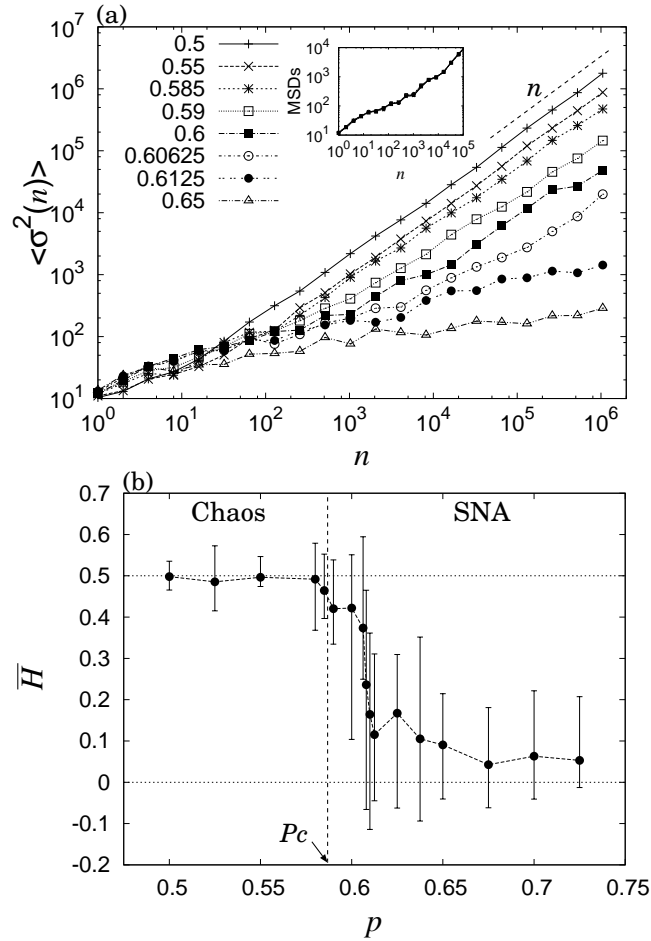 (a)
10^7
10^6
10^5
10^4
10^3
10^2
10^1
<σ^2(n)>
0.5
0.55
0.585
0.59
0.6
0.60625
0.6125
0.65
10^4
10^3
10^2
10^1
MSDs
10^0 10^1 10^2 10^3 10^4 10^5
n
n
10^0 10^1 10^2 10^3 10^4 10^5 10^6
n
(b)
0.7
0.6
0.5
0.4
0.3
0.2
0.1
0
-0.1
-0.2
H̅
Chaos SNA
Pc
0.5 0.55 0.6 0.65 0.7 0.75
p